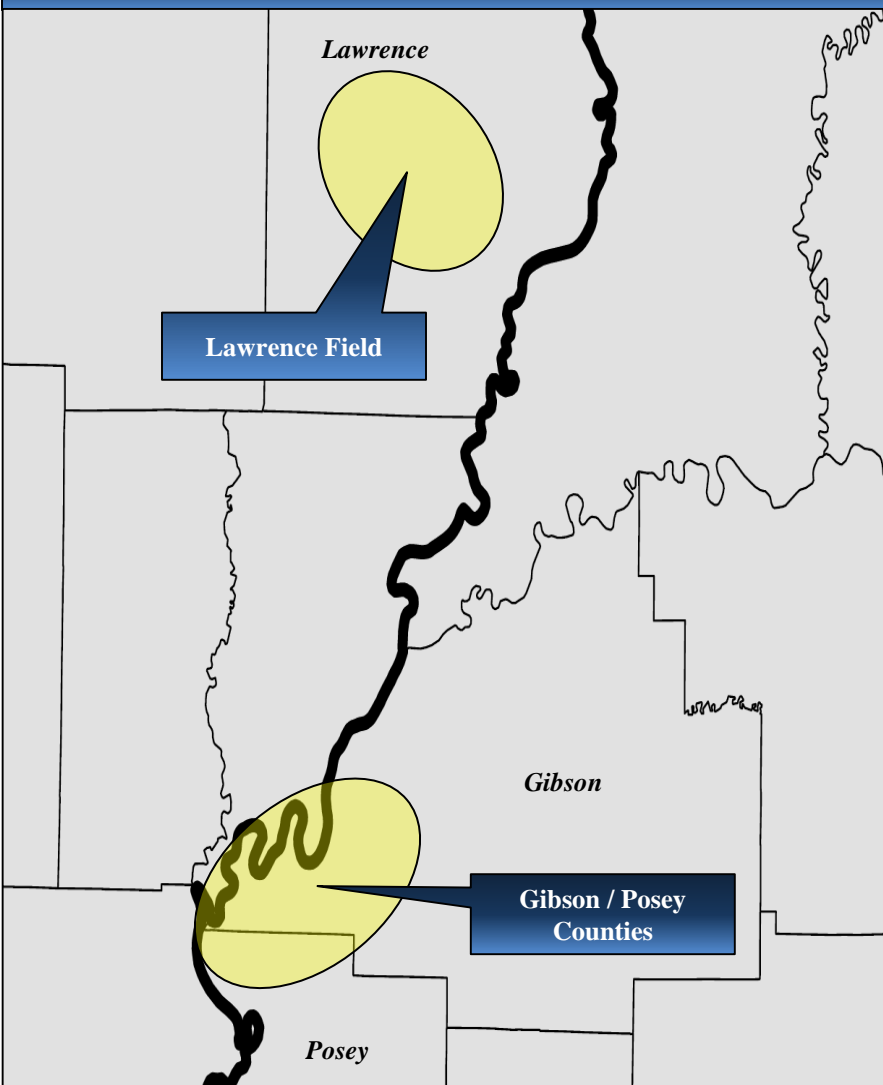 Lawrence
Lawrence Field
Gibson
Gibson / Posey
Counties
Posey